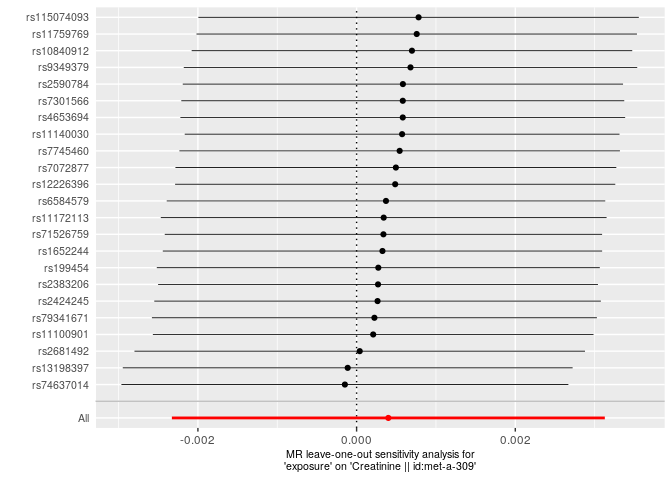 rs115074093
rs11759769
rs10840912
rs9349379
rs2590784
rs7301566
rs4653694
rs11140030
rs7745460
rs7072877
rs12226396
rs6584579
rs11172113
rs71526759
rs1652244
rs199454
rs2383206
rs2424245
rs79341671
rs11100901
rs2681492
rs13198397
rs74637014
All
-0.002 0.000 0.002
MR leave-one-out sensitivity analysis for
'exposure' on 'Creatinine || id:met-a-309'